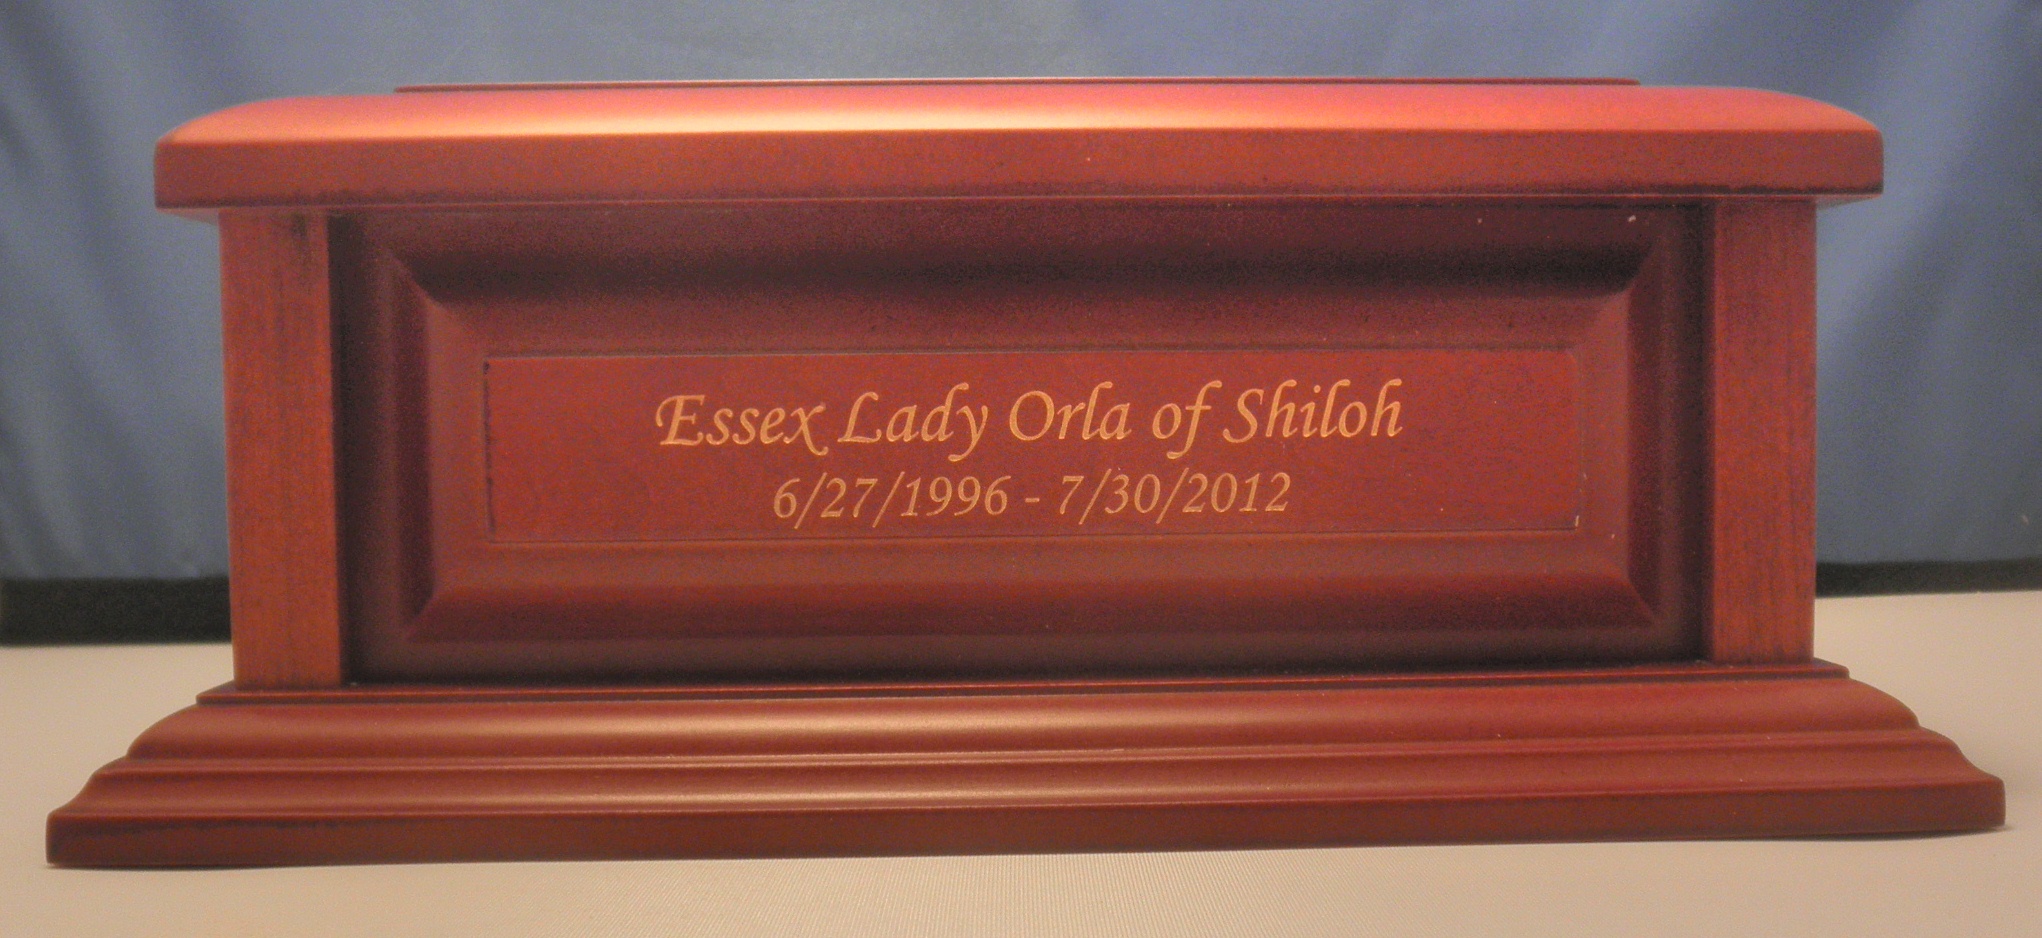 Essex Lady Orla of Shiloh
6/27/1996 - 7/30/2012